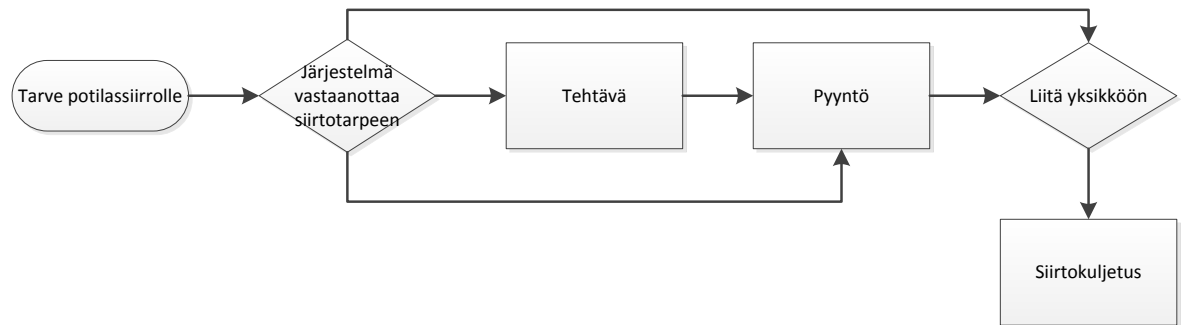 Tarve potilassiirrolle
Järjestelmä
vastaanottaa
siirtotarpeen
Tehtävä
Pyyntö
Liitä yksikköön
Siirtokuljetus